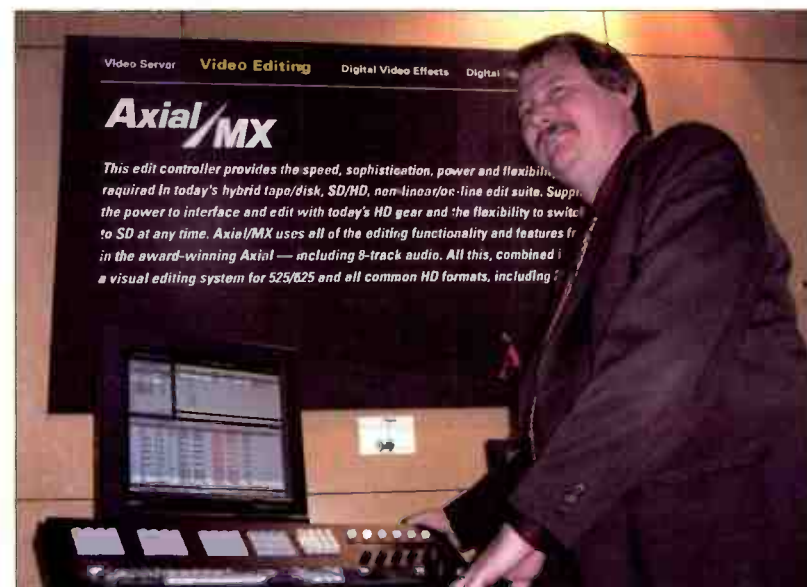 Video Server Video Editing Digital Video Effects Digital
Axial/MX
This edit controller provides the speed, sophistication, power and
required in today's hybrid tape/disk, SD/HD, non-linear/on-line edit suite.
the power to interface and edit with today's HD gear and the flexibility to
to SD at any time. Axial/MX uses all of the editing functionality and features
in the award-winning Axial — including 8-track audio. All this, combined
a visual editing system for 525/625 and all common HD formats, including